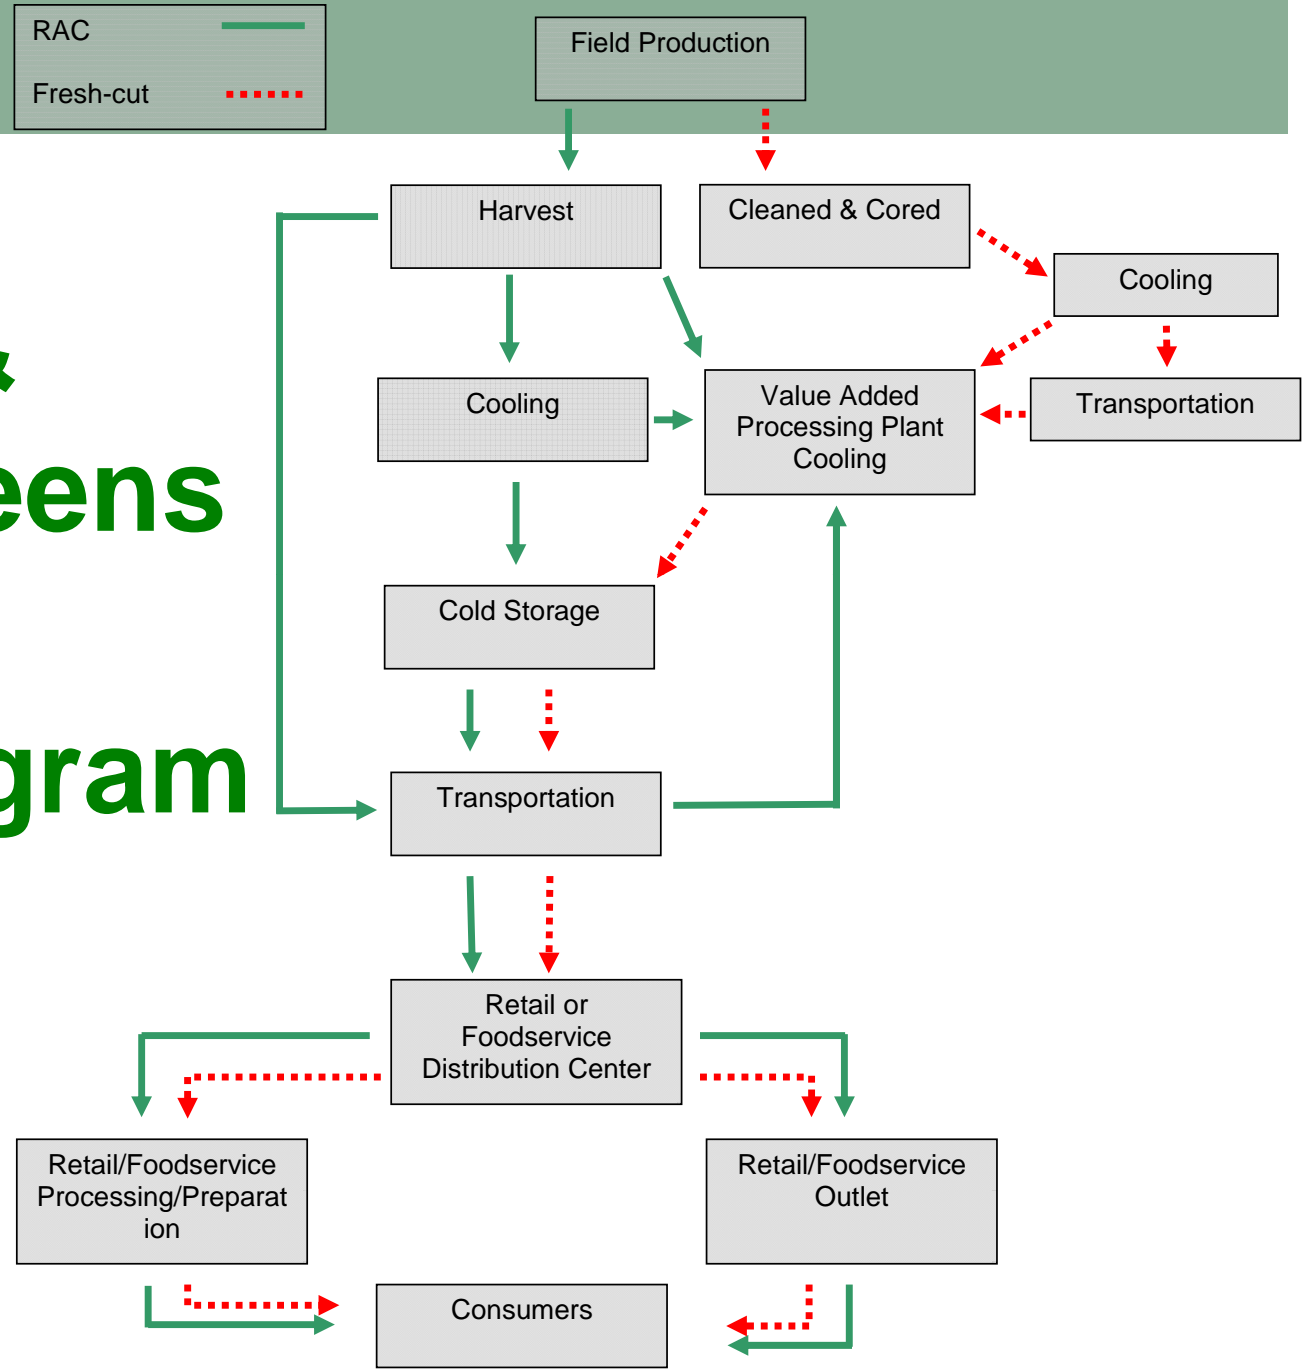 RAC
Fresh-cut
Field Production
Harvest
Cleaned & Cored
Cooling
&
eens
Cooling
Value Added
Processing Plant
Cooling
Transportation
Cold Storage
gram
Transportation
Retail or
Foodservice
Distribution Center
Retail/Foodservice
Processing/Preparat
ion
Retail/Foodservice
Outlet
Consumers